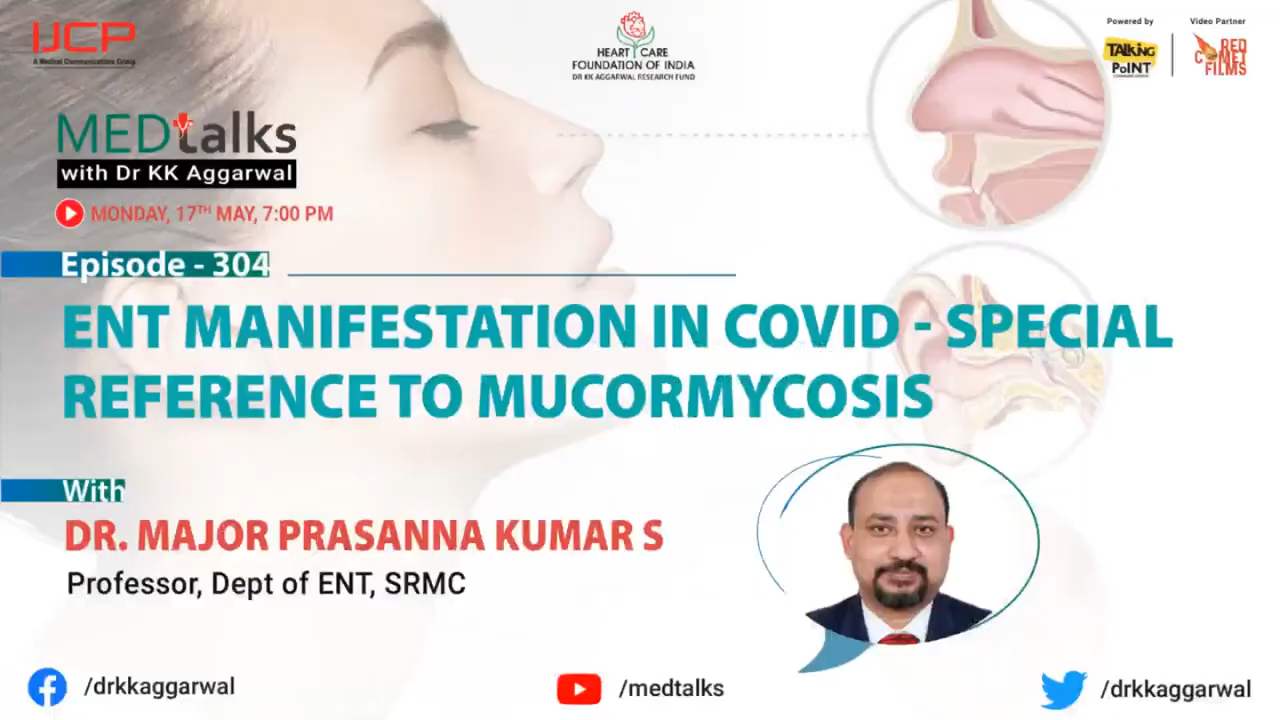 IJCP
A Medical Communications Group
HEART CARE
FOUNDATION OF INDIA
DR KK AGGARWAL RESEARCH FUND
Powered by
TALKiNG
PoiNT
Video Partner
RED
COMET
FILMS
MEDtalks
with Dr KK Aggarwal
MONDAY, 17TH MAY, 7:00 PM
Episode - 304
ENT MANIFESTATION IN COVID - SPECIAL
REFERENCE TO MUCORMYCOSIS
With
DR. MAJOR PRASANNA KUMAR S
Professor, Dept of ENT, SRMC
/drkkaggarwal
/medtalks
/drkkaggarwal